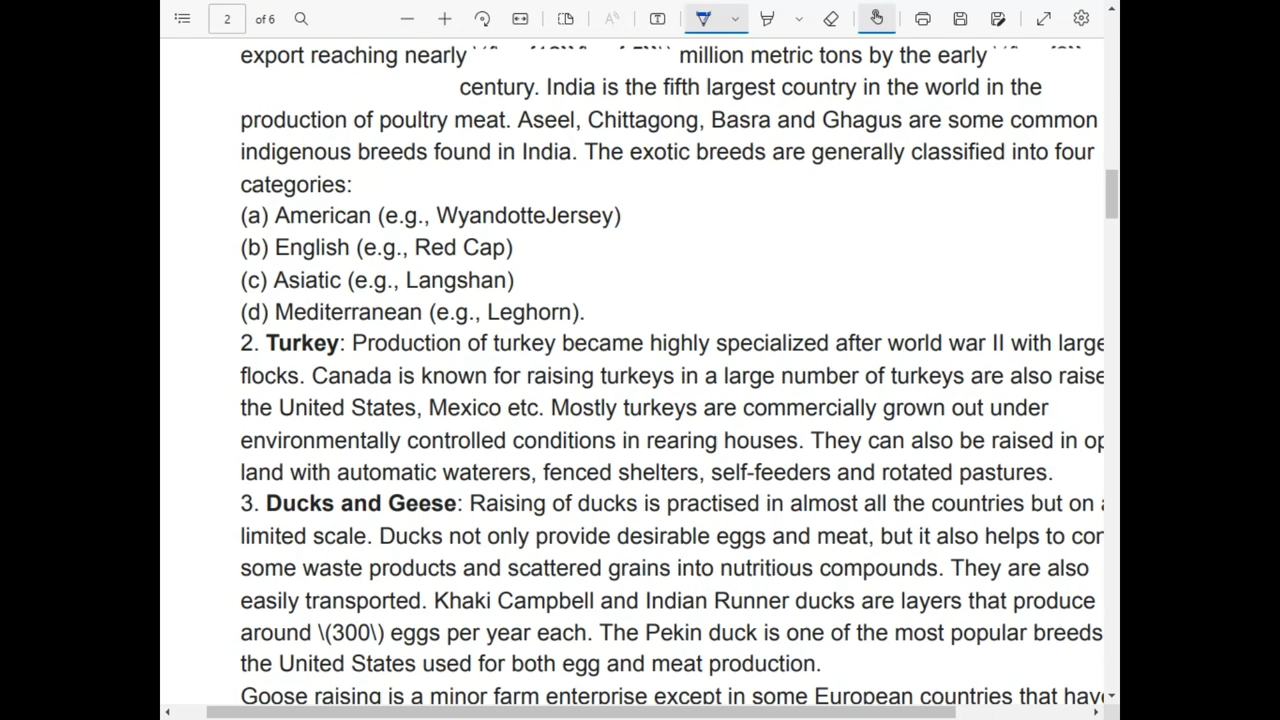 2 of 6
export reaching nearly million metric tons by the early
century. India is the fifth largest country in the world in the
production of poultry meat. Aseel, Chittagong, Basra and Ghagus are some common
indigenous breeds found in India. The exotic breeds are generally classified into four
categories:
(a) American (e.g., WyandotteJersey)
(b) English (e.g., Red Cap)
(c) Asiatic (e.g., Langshan)
(d) Mediterranean (e.g., Leghorn).
2. Turkey: Production of turkey became highly specialized after world war II with large
flocks. Canada is known for raising turkeys in a large number of turkeys are also raise
the United States, Mexico etc. Mostly turkeys are commercially grown out under
environmentally controlled conditions in rearing houses. They can also be raised in op
land with automatic waterers, fenced shelters, self-feeders and rotated pastures.
3. Ducks and Geese: Raising of ducks is practised in almost all the countries but on a
limited scale. Ducks not only provide desirable eggs and meat, but it also helps to con
some waste products and scattered grains into nutritious compounds. They are also
easily transported. Khaki Campbell and Indian Runner ducks are layers that produce
around \(300\) eggs per year each. The Pekin duck is one of the most popular breeds
the United States used for both egg and meat production.
Goose raising is a minor farm enterprise except in some European countries that have